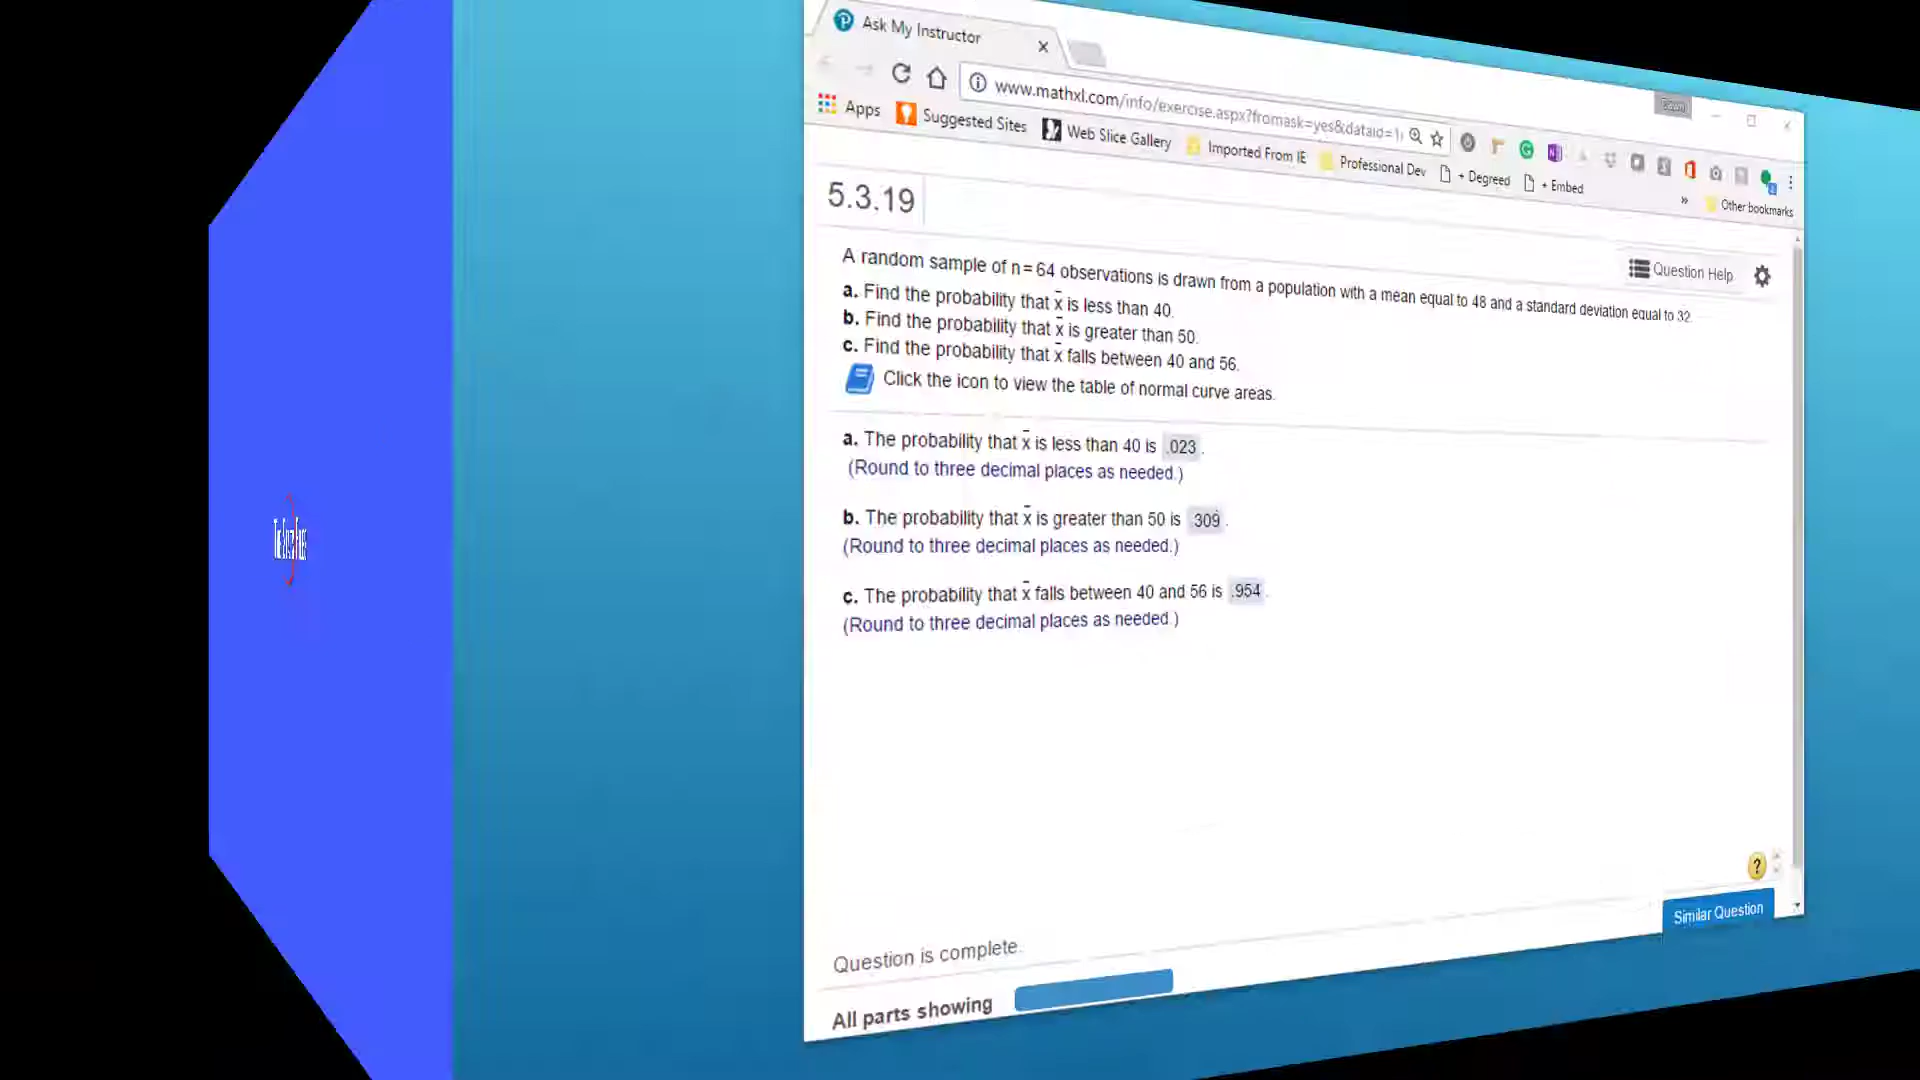 Ask My Instructor
www.mathxl.com/info/exercise.aspx?fromask=yes&dataid=1
Apps
Suggested Sites
Web Slice Gallery
Imported From IE
Professional Dev
+ Degreed
+ Embed
»
Other bookmarks
5.3.19
Question Help
A random sample of n = 64 observations is drawn from a population with a mean equal to 48 and a standard deviation equal to 32.
a. Find the probability that x̄ is less than 40.
b. Find the probability that x̄ is greater than 50.
c. Find the probability that x̄ falls between 40 and 56.
Click the icon to view the table of normal curve areas.
a. The probability that x̄ is less than 40 is .023.
(Round to three decimal places as needed.)
b. The probability that x̄ is greater than 50 is .309.
(Round to three decimal places as needed.)
c. The probability that x̄ falls between 40 and 56 is .954.
(Round to three decimal places as needed.)
?
Similar Question
Question is complete.
All parts showing